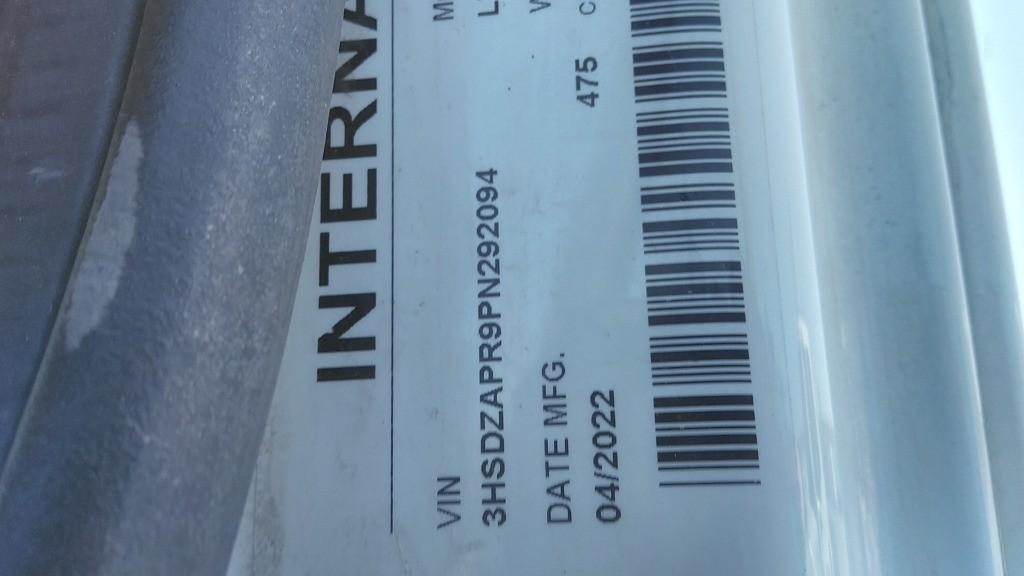 INTERNA
VIN
M
3HSDZAPR9PN292094
L
DATE MFG.
V
04/2022
475
C